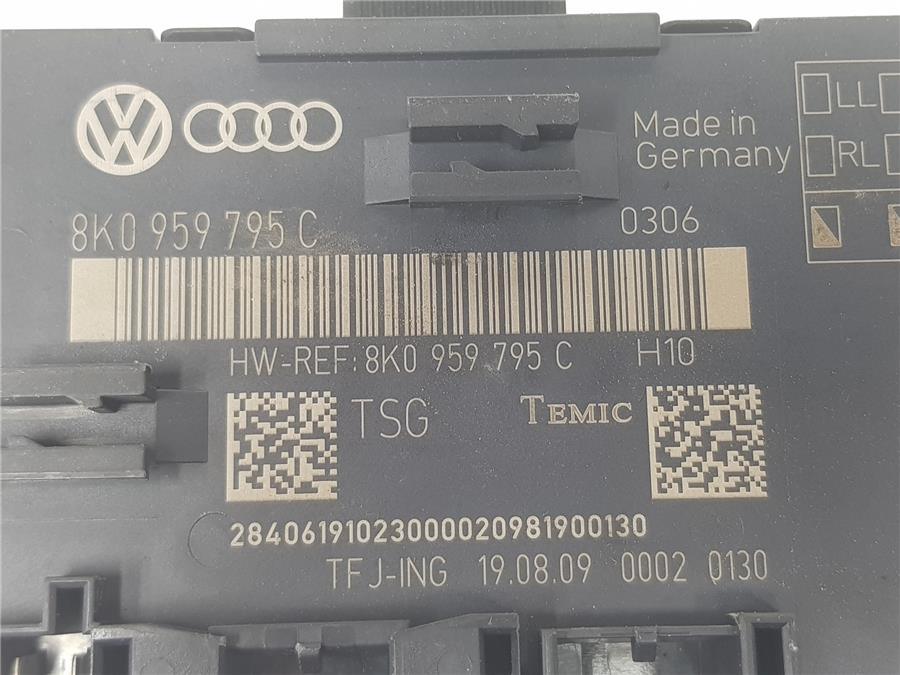 Made in
Germany
LL
RL
8K0 959 795 C
0306
HW-REF: 8K0 959 795 C H10
TSG
TEMIC
28406191023000020981900130
TFJ-ING 19.08.09 0002 0130